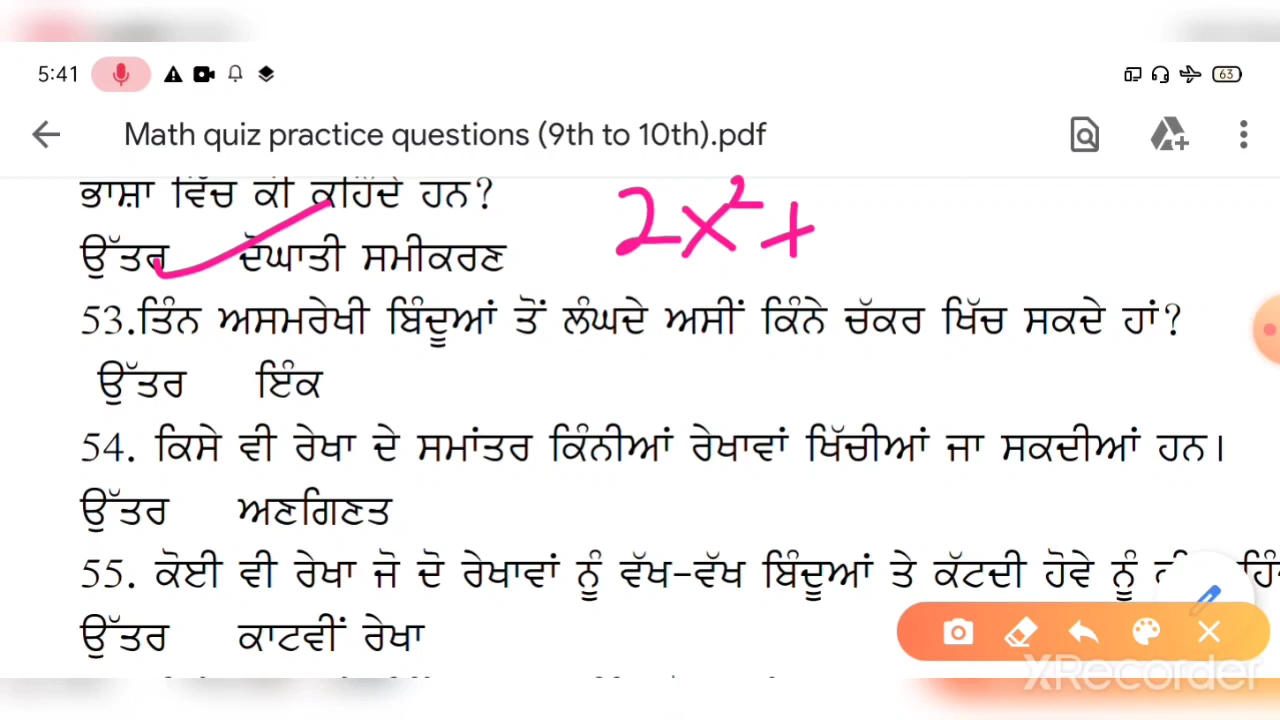 5:41 63
Math quiz practice questions (9th to 10th).pdf
ਭਾਸ਼ਾ ਵਿੱਚ ਕੀ ਕਹਿੰਦੇ ਹਨ?
2x²+
ਉੱਤਰ ਦੋਘਾਤੀ ਸਮੀਕਰਣ
53.ਤਿੰਨ ਅਸਮਰੇਖੀ ਬਿੰਦੂਆਂ ਤੋਂ ਲੰਘਦੇ ਅਸੀਂ ਕਿੰਨੇ ਚੱਕਰ ਖਿੱਚ ਸਕਦੇ ਹਾਂ?
ਉੱਤਰ ਇੰਕ
54. ਕਿਸੇ ਵੀ ਰੇਖਾ ਦੇ ਸਮਾਂਤਰ ਕਿੰਨੀਆਂ ਰੇਖਾਵਾਂ ਖਿੱਚੀਆਂ ਜਾ ਸਕਦੀਆਂ ਹਨ।
ਉੱਤਰ ਅਣਗਿਣਤ
55. ਕੋਈ ਵੀ ਰੇਖਾ ਜੋ ਦੋ ਰੇਖਾਵਾਂ ਨੂੰ ਵੱਖ-ਵੱਖ ਬਿੰਦੂਆਂ ਤੇ ਕੱਟਦੀ ਹੋਵੇ ਨੂੰ
ਉੱਤਰ ਕਾਟਵੀਂ ਰੇਖਾ
XRecorder